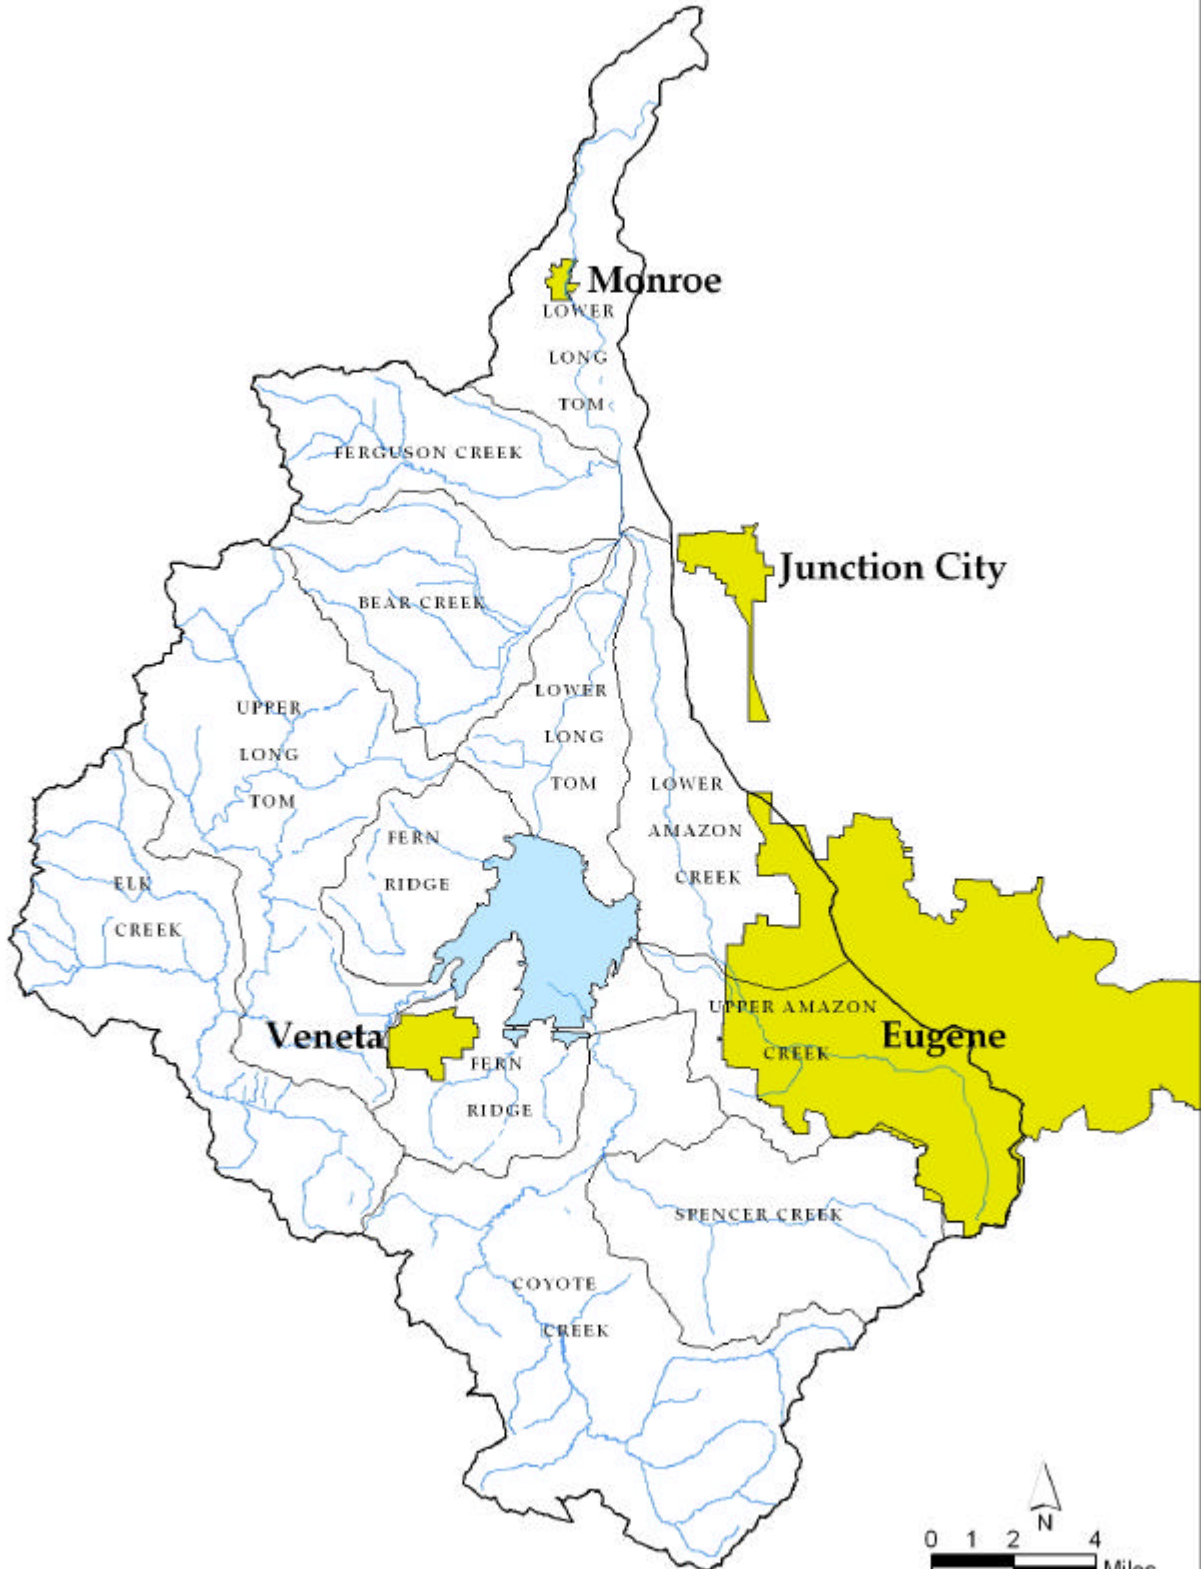 Monroe
LOWER
LONG
TOM
FERGUSON CREEK
Junction City
BEAR CREEK
LOWER
LONG
TOM
UPPER
LONG
TOM
LOWER
AMAZON
CREEK
FERN
RIDGE
ELK
CREEK
UPPER AMAZON
CREEK
Eugene
Veneta
FERN
RIDGE
SPENCER CREEK
COYOTE
CREEK
N
0 1 2 4
Miles